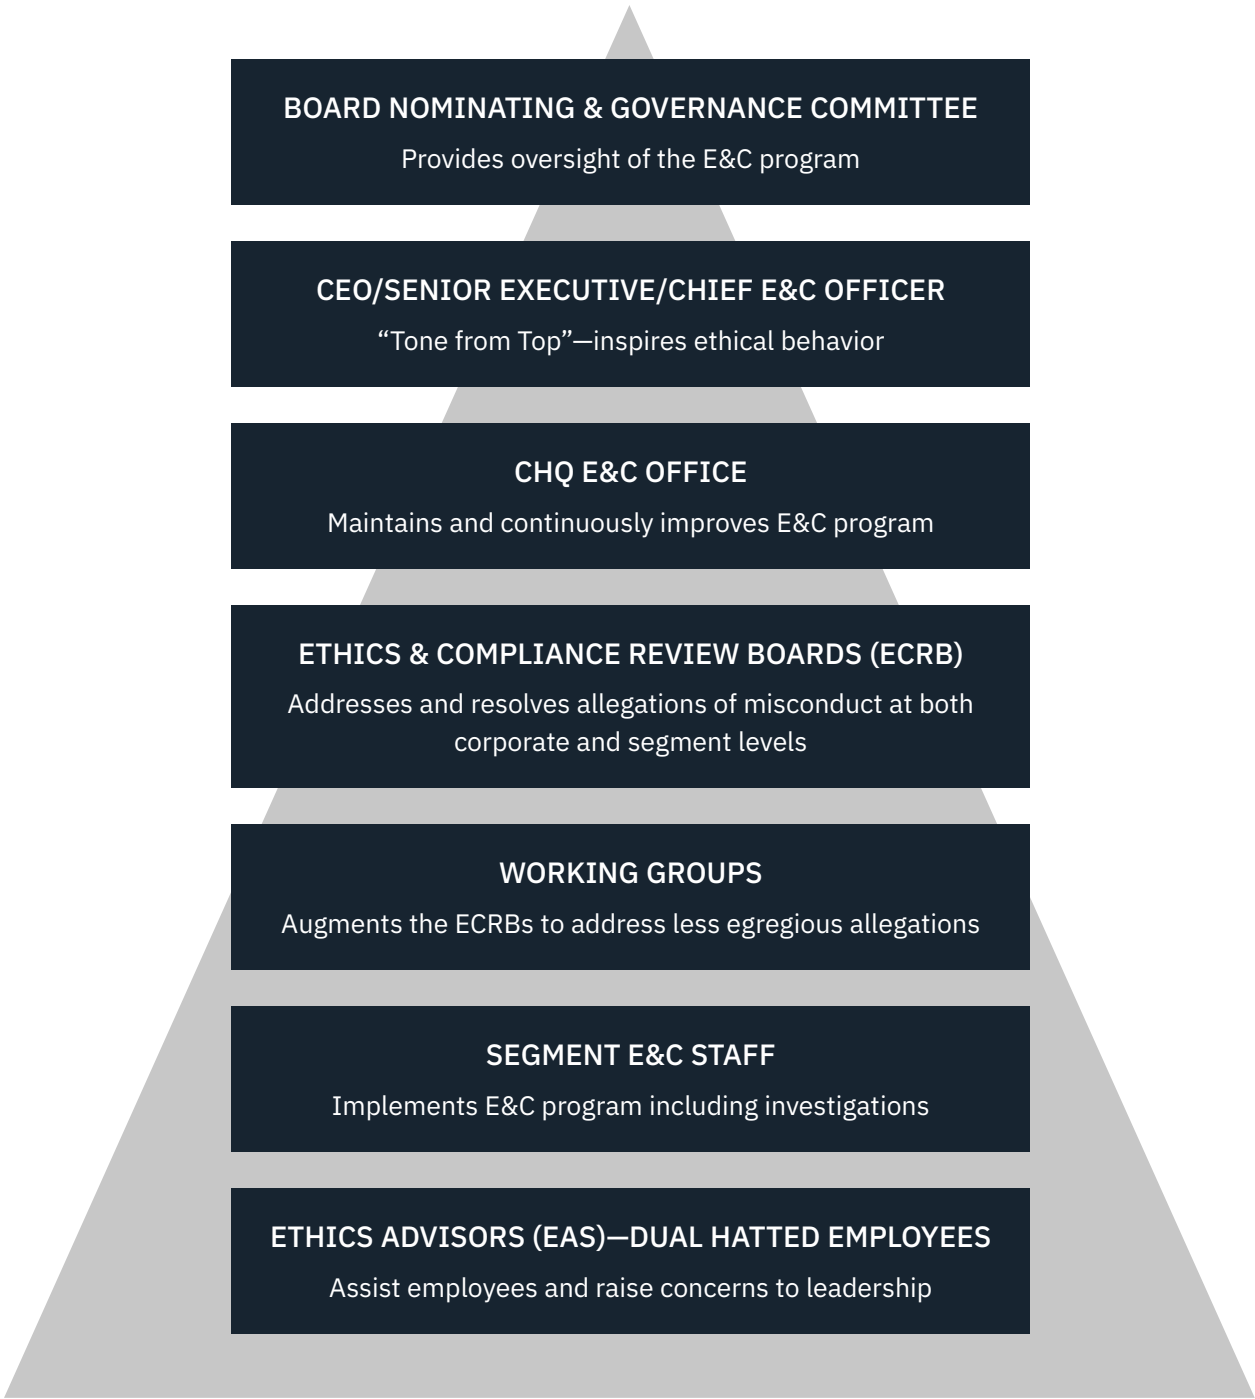 BOARD NOMINATING & GOVERNANCE COMMITTEE
Provides oversight of the E&C program
CEO/SENIOR EXECUTIVE/CHIEF E&C OFFICER
“Tone from Top”—inspires ethical behavior
CHQ E&C OFFICE
Maintains and continuously improves E&C program
ETHICS & COMPLIANCE REVIEW BOARDS (ECRB)
Addresses and resolves allegations of misconduct at both
corporate and segment levels
WORKING GROUPS
Augments the ECRBs to address less egregious allegations
SEGMENT E&C STAFF
Implements E&C program including investigations
ETHICS ADVISORS (EAS)—DUAL HATTED EMPLOYEES
Assist employees and raise concerns to leadership